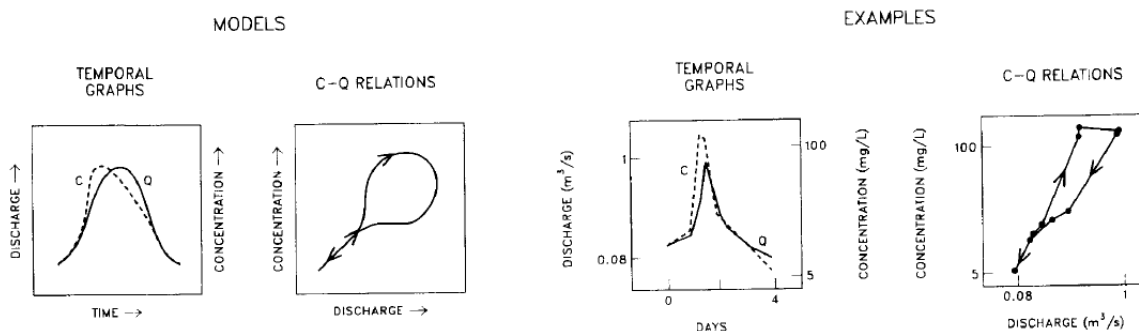 MODELS
TEMPORAL
GRAPHS
C-Q RELATIONS
DISCHARGE →
C
Q
CONCENTRATION →
TIME →
CONCENTRATION →
DISCHARGE →
EXAMPLES
TEMPORAL
GRAPHS
C-Q RELATIONS
DISCHARGE (m³/s)
1
0.08
C
Q
100
5
CONCENTRATION (mg/L)
0
4
DAYS
CONCENTRATION (mg/L)
100
5
0.08
1
DISCHARGE (m³/s)